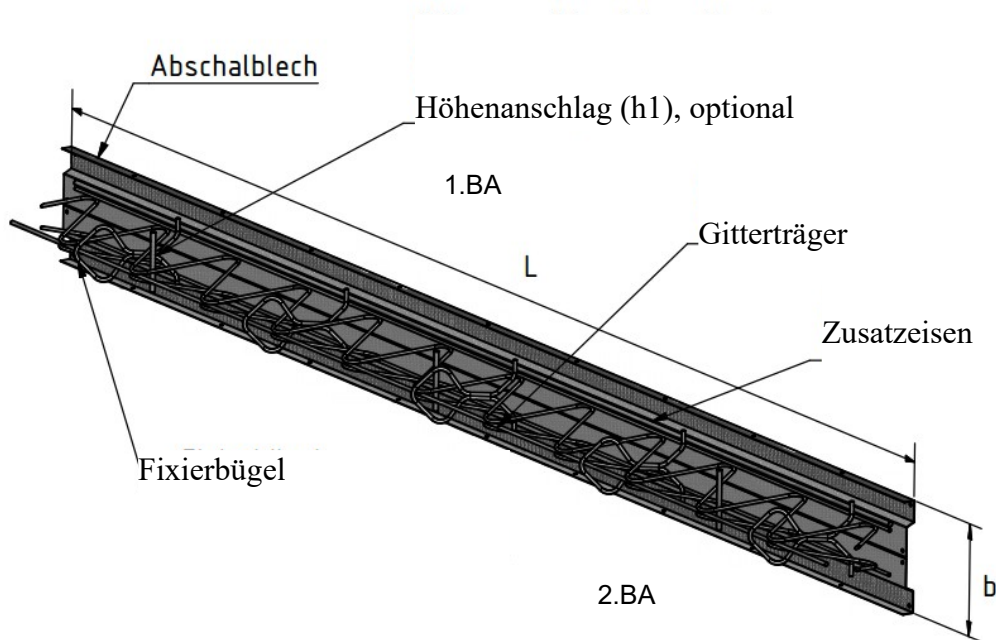 Abschalblech
Höhenanschlag (h1), optional
1.BA
Gitterträger
L
Zusatzeisen
Fixierbügel
b
2.BA